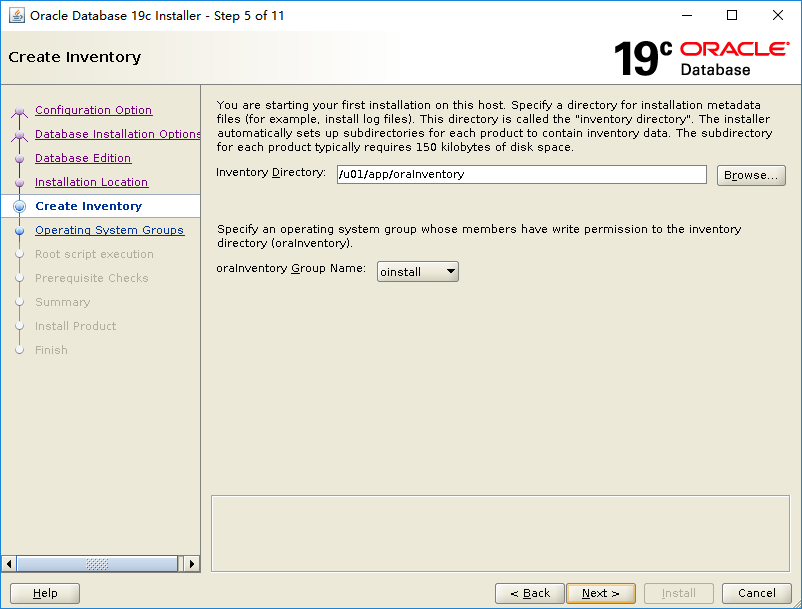 Oracle Database 19c Installer - Step 5 of 11
Create Inventory
19c ORACLE
Database
Configuration Option
Database Installation Options
Database Edition
Installation Location
Create Inventory
Operating System Groups
Root script execution
Prerequisite Checks
Summary
Install Product
Finish
You are starting your first installation on this host. Specify a directory for installation metadata
files (for example, install log files). This directory is called the "inventory directory". The installer
automatically sets up subdirectories for each product to contain inventory data. The subdirectory
for each product typically requires 150 kilobytes of disk space.
Inventory Directory: /u01/app/oraInventory Browse...
Specify an operating system group whose members have write permission to the inventory
directory (oraInventory).
oraInventory Group Name: oinstall
Help < Back Next > Install Cancel